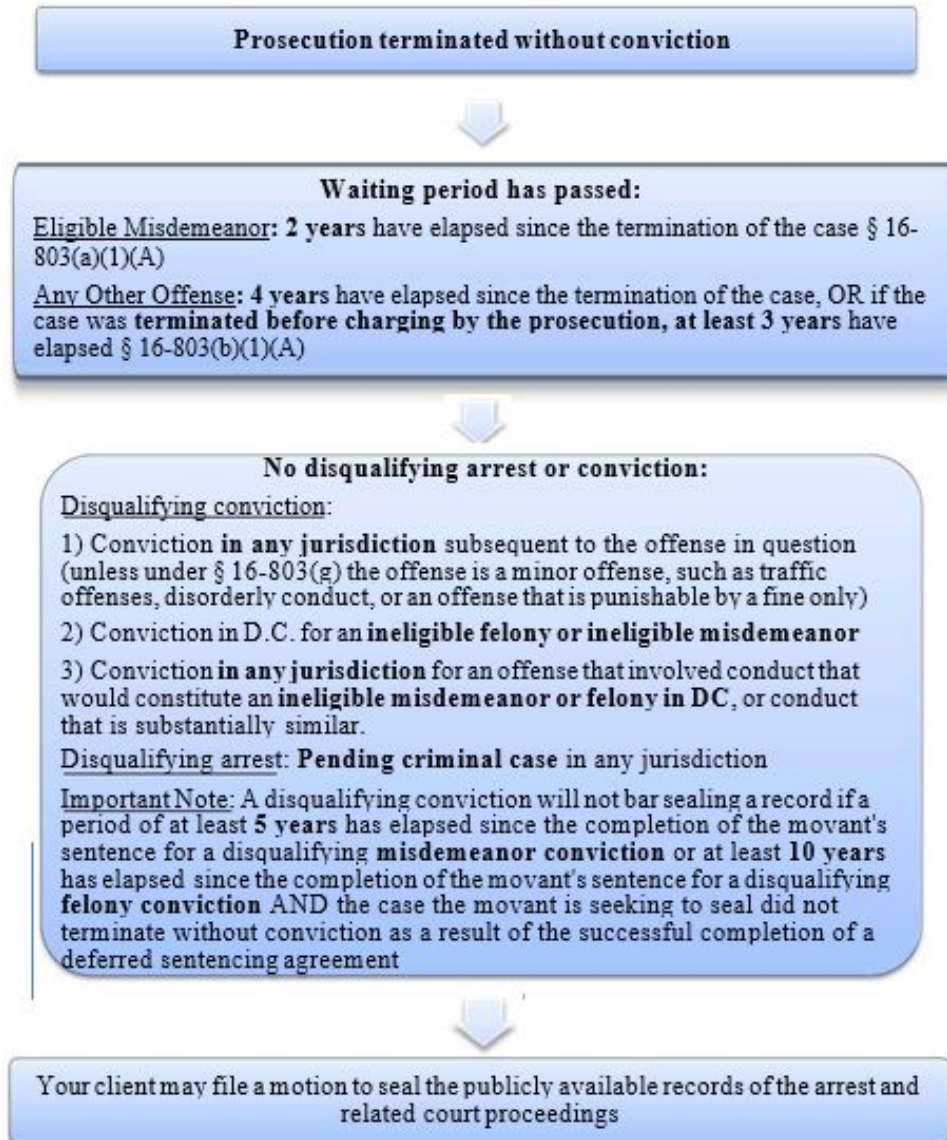 Prosecution terminated without conviction
Waiting period has passed:
Eligible Misdemeanor: 2 years have elapsed since the termination of the case § 16-
803(a)(1)(A)
Any Other Offense: 4 years have elapsed since the termination of the case, OR if the
case was terminated before charging by the prosecution, at least 3 years have
elapsed § 16-803(b)(1)(A)
No disqualifying arrest or conviction:
Disqualifying conviction:
1) Conviction in any jurisdiction subsequent to the offense in question
(unless under § 16-803(g) the offense is a minor offense, such as traffic
offenses, disorderly conduct, or an offense that is punishable by a fine only)
2) Conviction in D.C. for an ineligible felony or ineligible misdemeanor
3) Conviction in any jurisdiction for an offense that involved conduct that
would constitute an ineligible misdemeanor or felony in DC, or conduct
that is substantially similar.
Disqualifying arrest: Pending criminal case in any jurisdiction
Important Note: A disqualifying conviction will not bar sealing a record if a
period of at least 5 years has elapsed since the completion of the movant's
sentence for a disqualifying misdemeanor conviction or at least 10 years
has elapsed since the completion of the movant's sentence for a disqualifying
felony conviction AND the case the movant is seeking to seal did not
terminate without conviction as a result of the successful completion of a
deferred sentencing agreement
Your client may file a motion to seal the publicly available records of the arrest and
related court proceedings